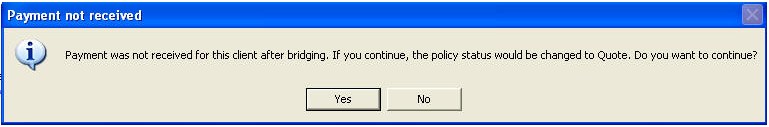 Payment not received
Payment was not received for this client after bridging. If you continue, the policy status would be changed to Quote. Do you want to continue?
Yes
No